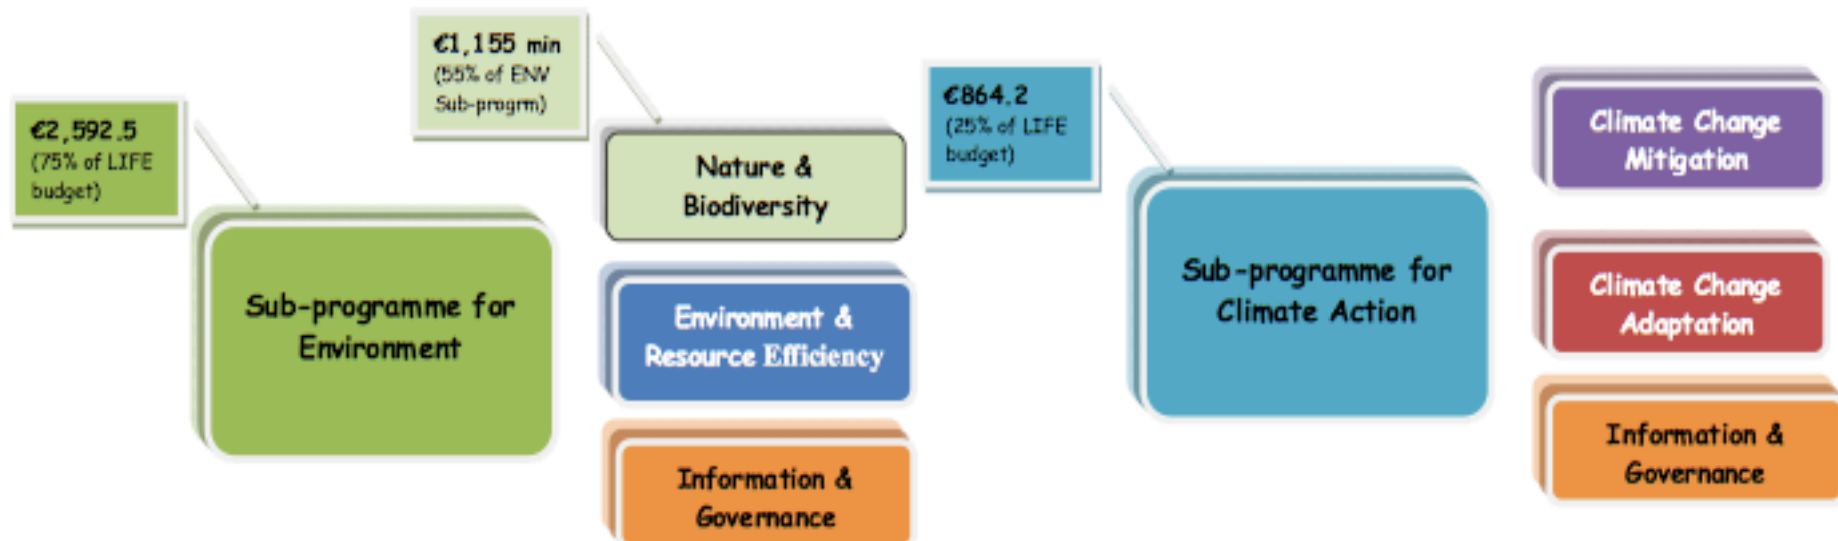 €2,592.5
(75% of LIFE
budget)
Sub-programme for
Environment
€1,155 min
(55% of ENV
Sub-progrm)
Nature &
Biodiversity
Environment &
Resource Efficiency
Information &
Governance
€864.2
(25% of LIFE
budget)
Sub-programme for
Climate Action
Climate Change
Mitigation
Climate Change
Adaptation
Information &
Governance